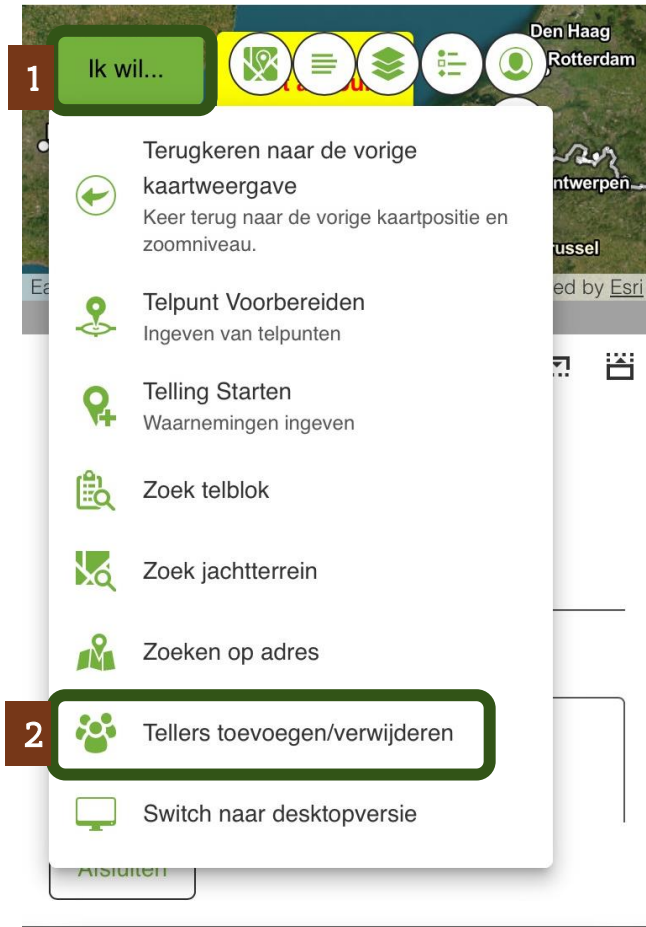 Den Haag
1
Ik wil...
Rotterdam
Terugkeren naar de vorige
kaartweergave
Keer terug naar de vorige kaartpositie en
zoomniveau.
ntwerpen
ussel
Ea
ed by Esri
Telpunt Voorbereiden
Ingeven van telpunten
Telling Starten
Waarnemingen ingeven
Zoek telblok
Zoek jachtterrein
Zoeken op adres
2
Tellers toevoegen/verwijderen
Switch naar desktopversie
Afsluiten